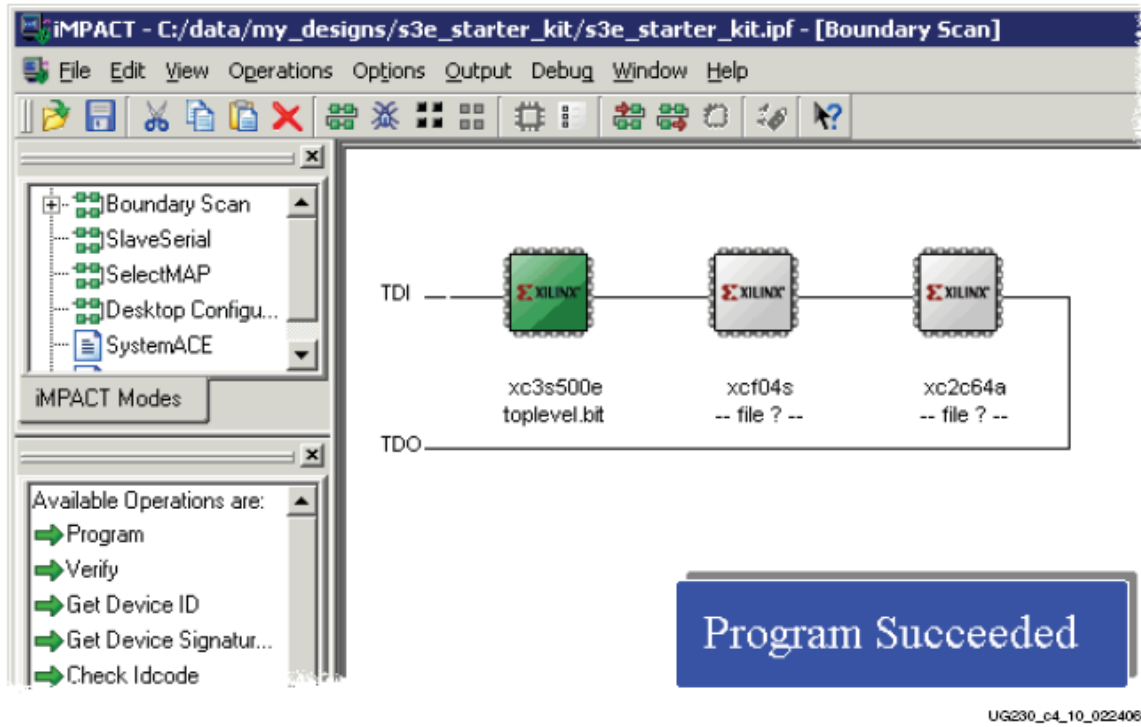 iMPACT - C:/data/my_designs/s3e_starter_kit/s3e_starter_kit.ipf - [Boundary Scan]
File Edit View Operations Options Output Debug Window Help
Boundary Scan
SlaveSerial
SelectMAP
Desktop Configu...
SystemACE
iMPACT Modes
Available Operations are:
Program
Verify
Get Device ID
Get Device Signatur...
Check Idcode
TDI
XILINX
XILINX
XILINX
xc3s500e
toplevel.bit
xcf04s
-- file ? --
xc2c64a
-- file ? --
TDO
Program Succeeded
UG230_c4_10_022406